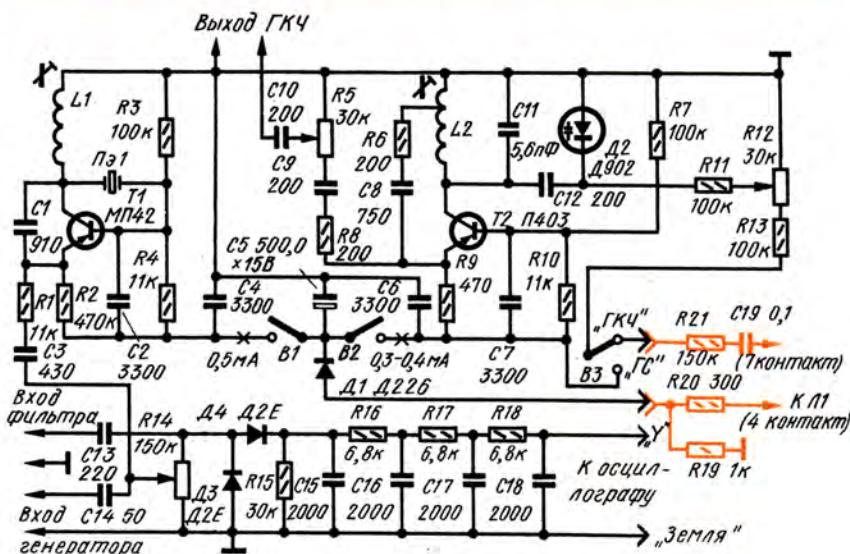 Выход ГКЧ
L1
R3
100к
Пэ1
T1
МП42
C1
910
R4
11к
R1
11к
R2
470к
C3
430
C2
3300
C10
200
R5
30к
C9
200
R8
200
R6
200
C8
750
L2
C11
5,6пФ
Д2
Д902
C12 200
R7
100к
R11
100к
R12
30к
R13
100к
T2 П403
C5 500,0
×15В
C4
3300
C6
3300
R9
470
R10
11к
C7
3300
0,5мА
В1
В2
0,3-0,4мА
Д1 Д226
„ГКЧ"
В3
„ГС"
R21
150к
C19 0,1
(7контакт)
R20 300
К Л1
(4 контакт)
R19 1к
Вход
фильтра
C13
220
C14 50
Вход
генератора
R14
150к
Д3
Д2Е
Д4
Д2Е
R15
30к
C15
2000
R16
6,8к
C16
2000
R17
6,8к
C17
2000
R18
6,8к
C18
2000
„Y"
К осцил-
лографу
„Земля"